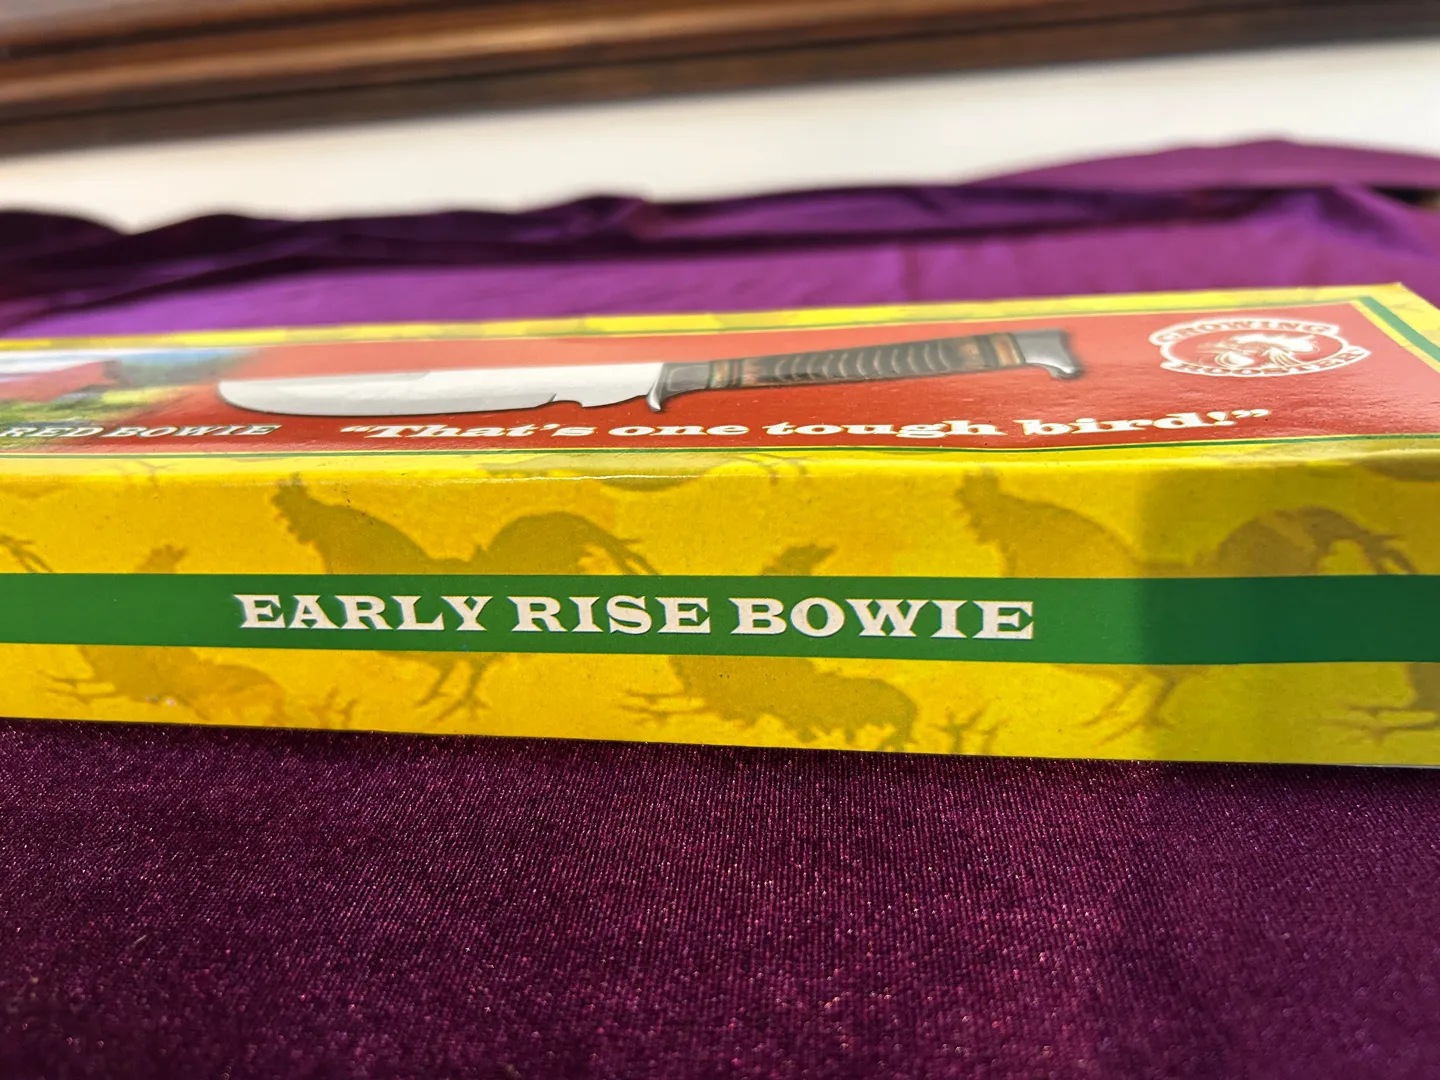 CROWING
ROOSTER
RED BOWIE
“That's one tough bird!”
EARLY RISE BOWIE